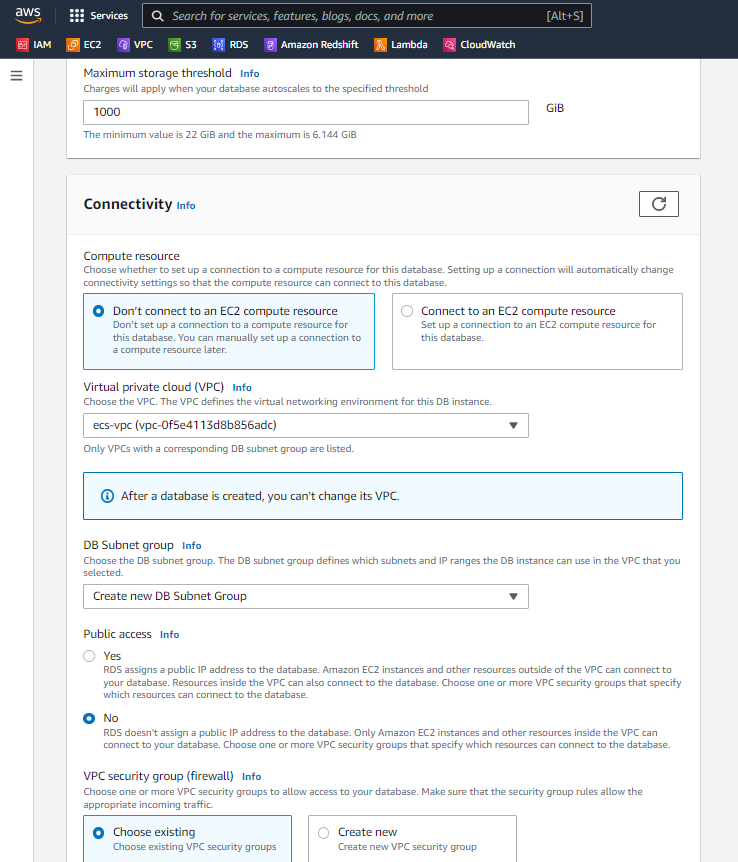 aws
Services
Search for services, features, blogs, docs, and more
[Alt+S]
IAM
EC2
VPC
S3
RDS
Amazon Redshift
Lambda
CloudWatch
Maximum storage threshold Info
Charges will apply when your database autoscales to the specified threshold
1000
GiB
The minimum value is 22 GiB and the maximum is 6.144 GiB
Connectivity Info
Compute resource
Choose whether to set up a connection to a compute resource for this database. Setting up a connection will automatically change
connectivity settings so that the compute resource can connect to this database.
Don't connect to an EC2 compute resource
Don't set up a connection to a compute resource for
this database. You can manually set up a connection to
a compute resource later.
Connect to an EC2 compute resource
Set up a connection to an EC2 compute resource for
this database.
Virtual private cloud (VPC) Info
Choose the VPC. The VPC defines the virtual networking environment for this DB instance.
ecs-vpc (vpc-0f5e4113d8b856adc)
Only VPCs with a corresponding DB subnet group are listed.
After a database is created, you can't change its VPC.
DB Subnet group Info
Choose the DB subnet group. The DB subnet group defines which subnets and IP ranges the DB instance can use in the VPC that you
selected.
Create new DB Subnet Group
Public access Info
Yes
RDS assigns a public IP address to the database. Amazon EC2 instances and other resources outside of the VPC can connect to
your database. Resources inside the VPC can also connect to the database. Choose one or more VPC security groups that specify
which resources can connect to the database.
No
RDS doesn't assign a public IP address to the database. Only Amazon EC2 instances and other resources inside the VPC can
connect to your database. Choose one or more VPC security groups that specify which resources can connect to the database.
VPC security group (firewall) Info
Choose one or more VPC security groups to allow access to your database. Make sure that the security group rules allow the
appropriate incoming traffic.
Choose existing
Choose existing VPC security groups
Create new
Create new VPC security group